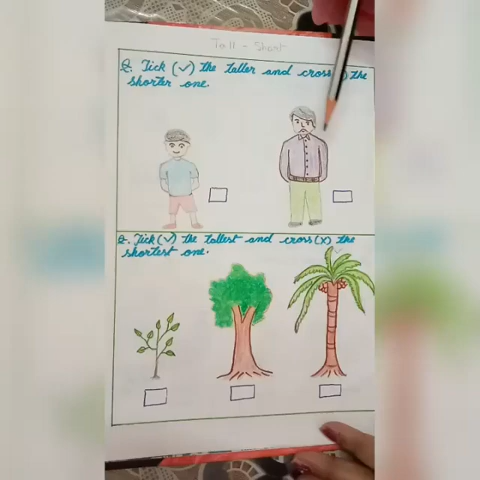 Tall - Short
Q. Tick (✓) the taller and cross ) the
shorter one.
Q. Tick (✓) the tallest and cross (x) the
shortest one.